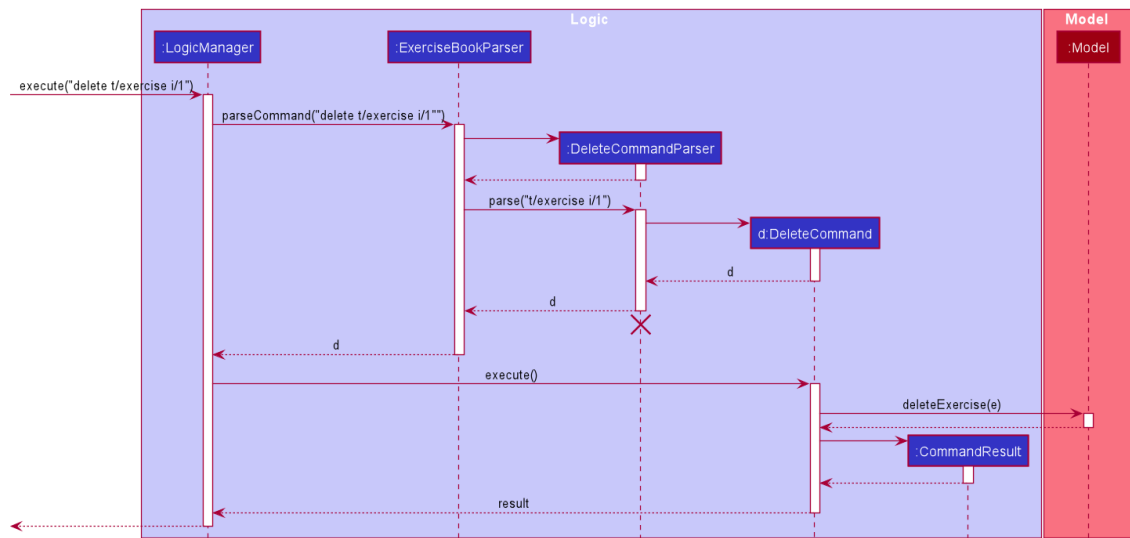 Logic
Model
:LogicManager
:ExerciseBookParser
:Model
execute("delete t/exercise i/1")
parseCommand("delete t/exercise i/1"")
:DeleteCommandParser
parse("t/exercise i/1")
d:DeleteCommand
d
d
d
execute()
deleteExercise(e)
:CommandResult
result